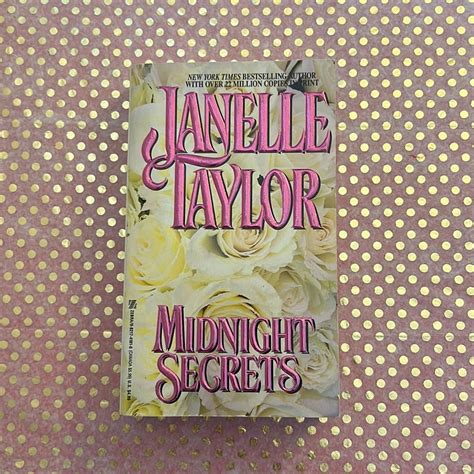 NEW YORK TIMES BESTSELLING AUTHOR
WITH OVER 22 MILLION COPIES IN PRINT
JANELLE
TAYLOR
MIDNIGHT
SECRETS